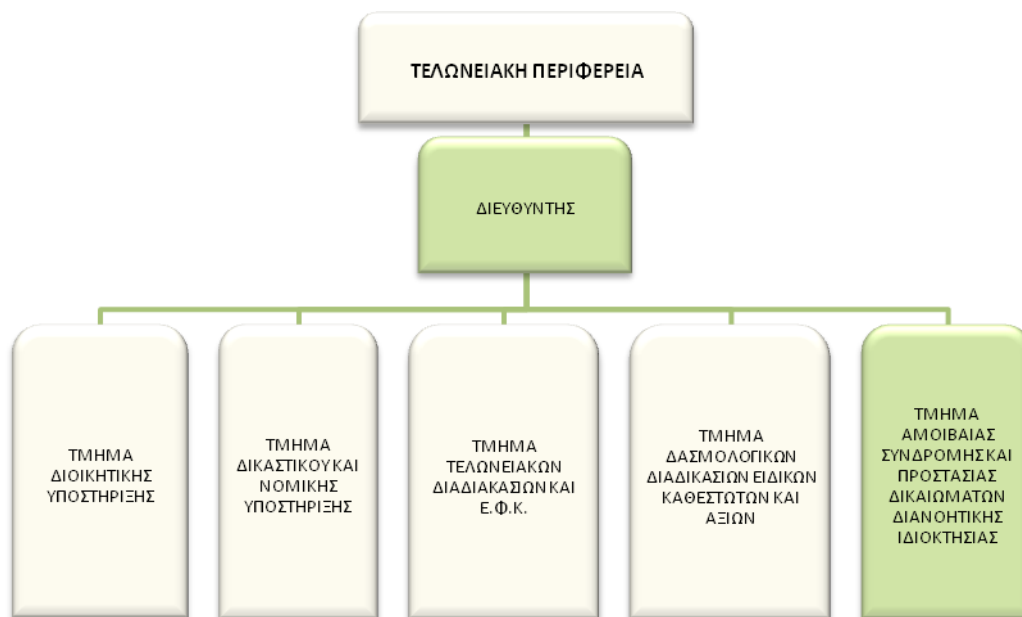 ΤΕΛΩΝΕΙΑΚΗ ΠΕΡΙΦΕΡΕΙΑ
ΔΙΕΥΘΥΝΤΗΣ
ΤΜΗΜΑ
ΔΙΟΙΚΗΤΙΚΗΣ
ΥΠΟΣΤΗΡΙΞΗΣ
ΤΜΗΜΑ
ΔΙΚΑΣΤΙΚΟΥ ΚΑΙ
ΝΟΜΙΚΗΣ
ΥΠΟΣΤΗΡΙΞΗΣ
ΤΜΗΜΑ
ΤΕΛΩΝΕΙΑΚΩΝ
ΔΙΑΔΙΑΚΑΣΙΩΝ ΚΑΙ
Ε.Φ.Κ.
ΤΜΗΜΑ
ΔΑΣΜΟΛΟΓΙΚΩΝ
ΔΙΑΔΙΚΑΣΙΩΝ ΕΙΔΙΚΩΝ
ΚΑΘΕΣΤΩΤΩΝ ΚΑΙ
ΑΞΙΩΝ
ΤΜΗΜΑ
ΑΜΟΙΒΑΙΑΣ
ΣΥΝΔΡΟΜΗΣ ΚΑΙ
ΠΡΟΣΤΑΣΙΑΣ
ΔΙΚΑΙΩΜΑΤΩΝ
ΔΙΑΝΟΗΤΙΚΗΣ
ΙΔΙΟΚΤΗΣΙΑΣ